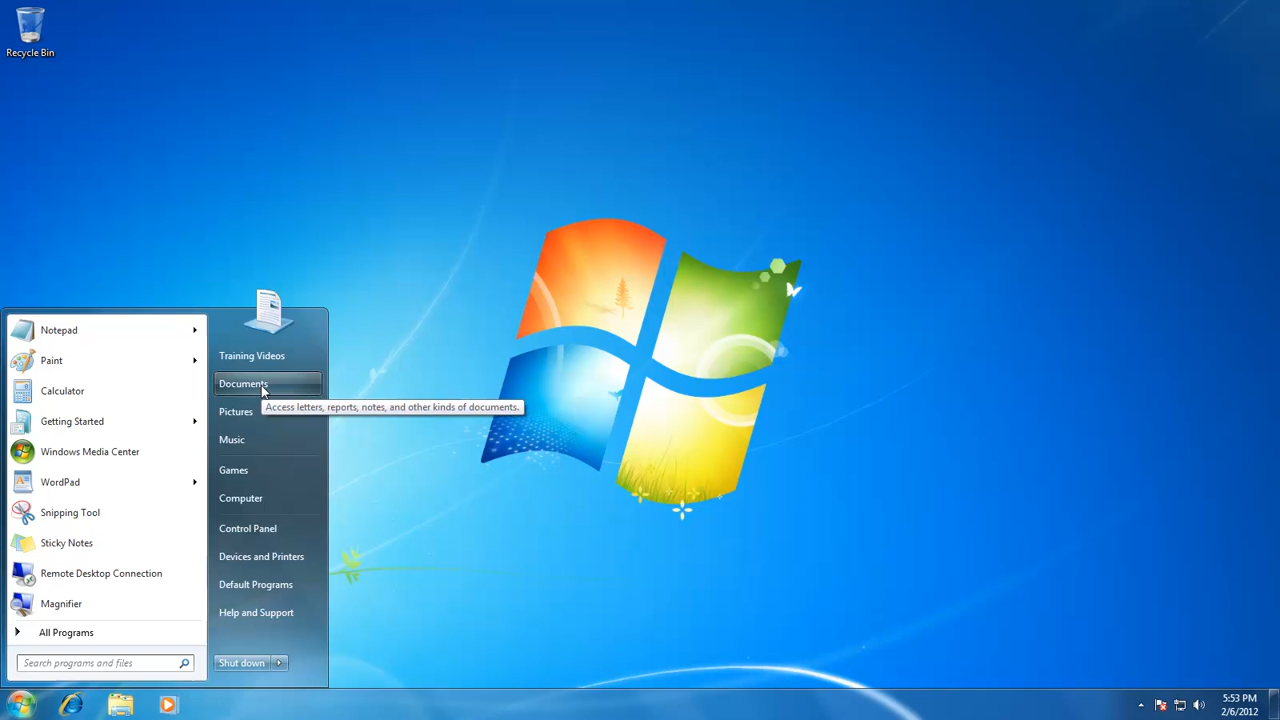 Recycle Bin
Notepad
Paint
Calculator
Getting Started
Windows Media Center
WordPad
Snipping Tool
Sticky Notes
Remote Desktop Connection
Magnifier
All Programs
Search programs and files
Training Videos
Documents
Access letters, reports, notes, and other kinds of documents.
Pictures
Music
Games
Computer
Control Panel
Devices and Printers
Default Programs
Help and Support
Shut down
5:53 PM
2/6/2012